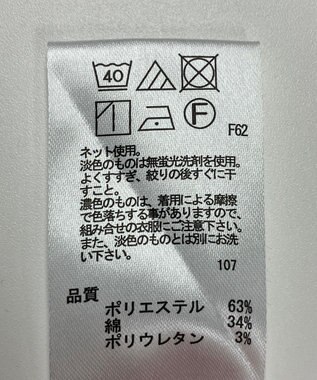 40
F
F62
ネット使用。
淡色のものは無蛍光洗剤を使用。
よくすすぎ、絞りの後すぐに干
すこと。
濃色のものは、着用による摩擦
で色落ちする事がありますので、
組み合せの衣服にご注意下さい。
また、淡色のものとは別にお洗
い下さい。
107
品質
ポリエステル 63%
綿 34%
ポリウレタン 3%